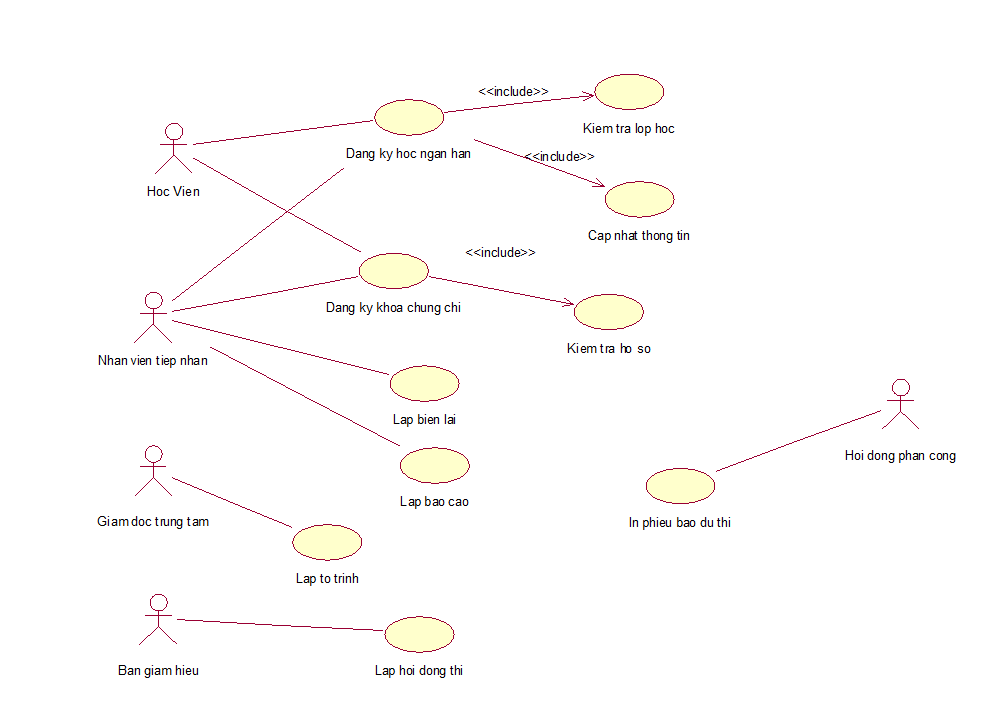 <<include>>
Kiem tra lop hoc
Dang ky hoc ngan han
<<include>>
Hoc Vien
Cap nhat thong tin
<<include>>
Dang ky khoa chung chi
Kiem tra ho so
Nhan vien tiep nhan
Lap bien lai
Hoi dong phan cong
Lap bao cao
Giam doc trung tam
In phieu bao du thi
Lap to trinh
Ban giam hieu
Lap hoi dong thi